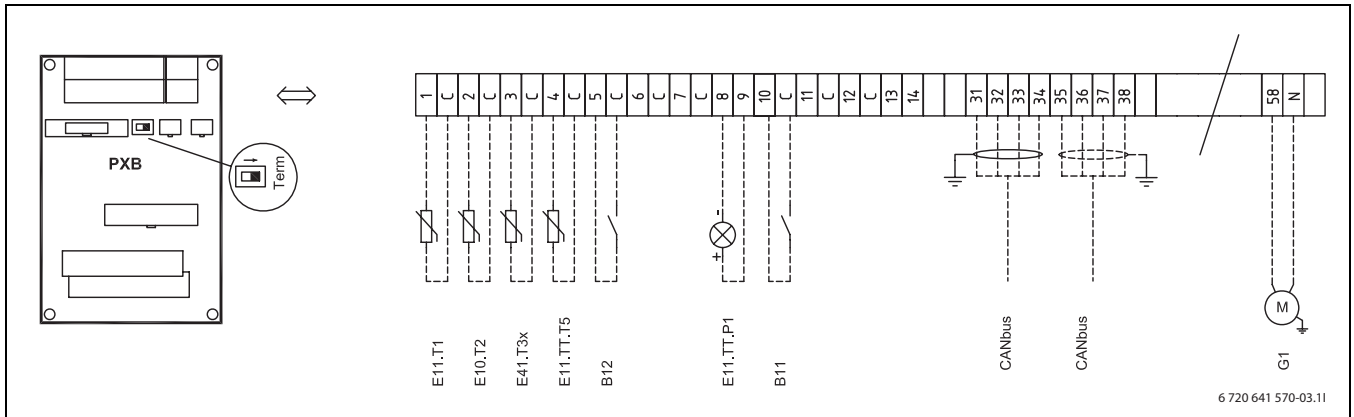 PXB
Term
1 C 2 C 3 C 4 C 5 C 6 C 7 C 8 9 10 C 11 C 12 C 13 14 31 32 33 34 35 36 37 38 58 N
- 
+
M
E11.T1
E10.T2
E41.T3x
E11.TT.T5
B12
E11.TT.P1
B11
CANbus
CANbus
G1
6 720 641 570-03.1I